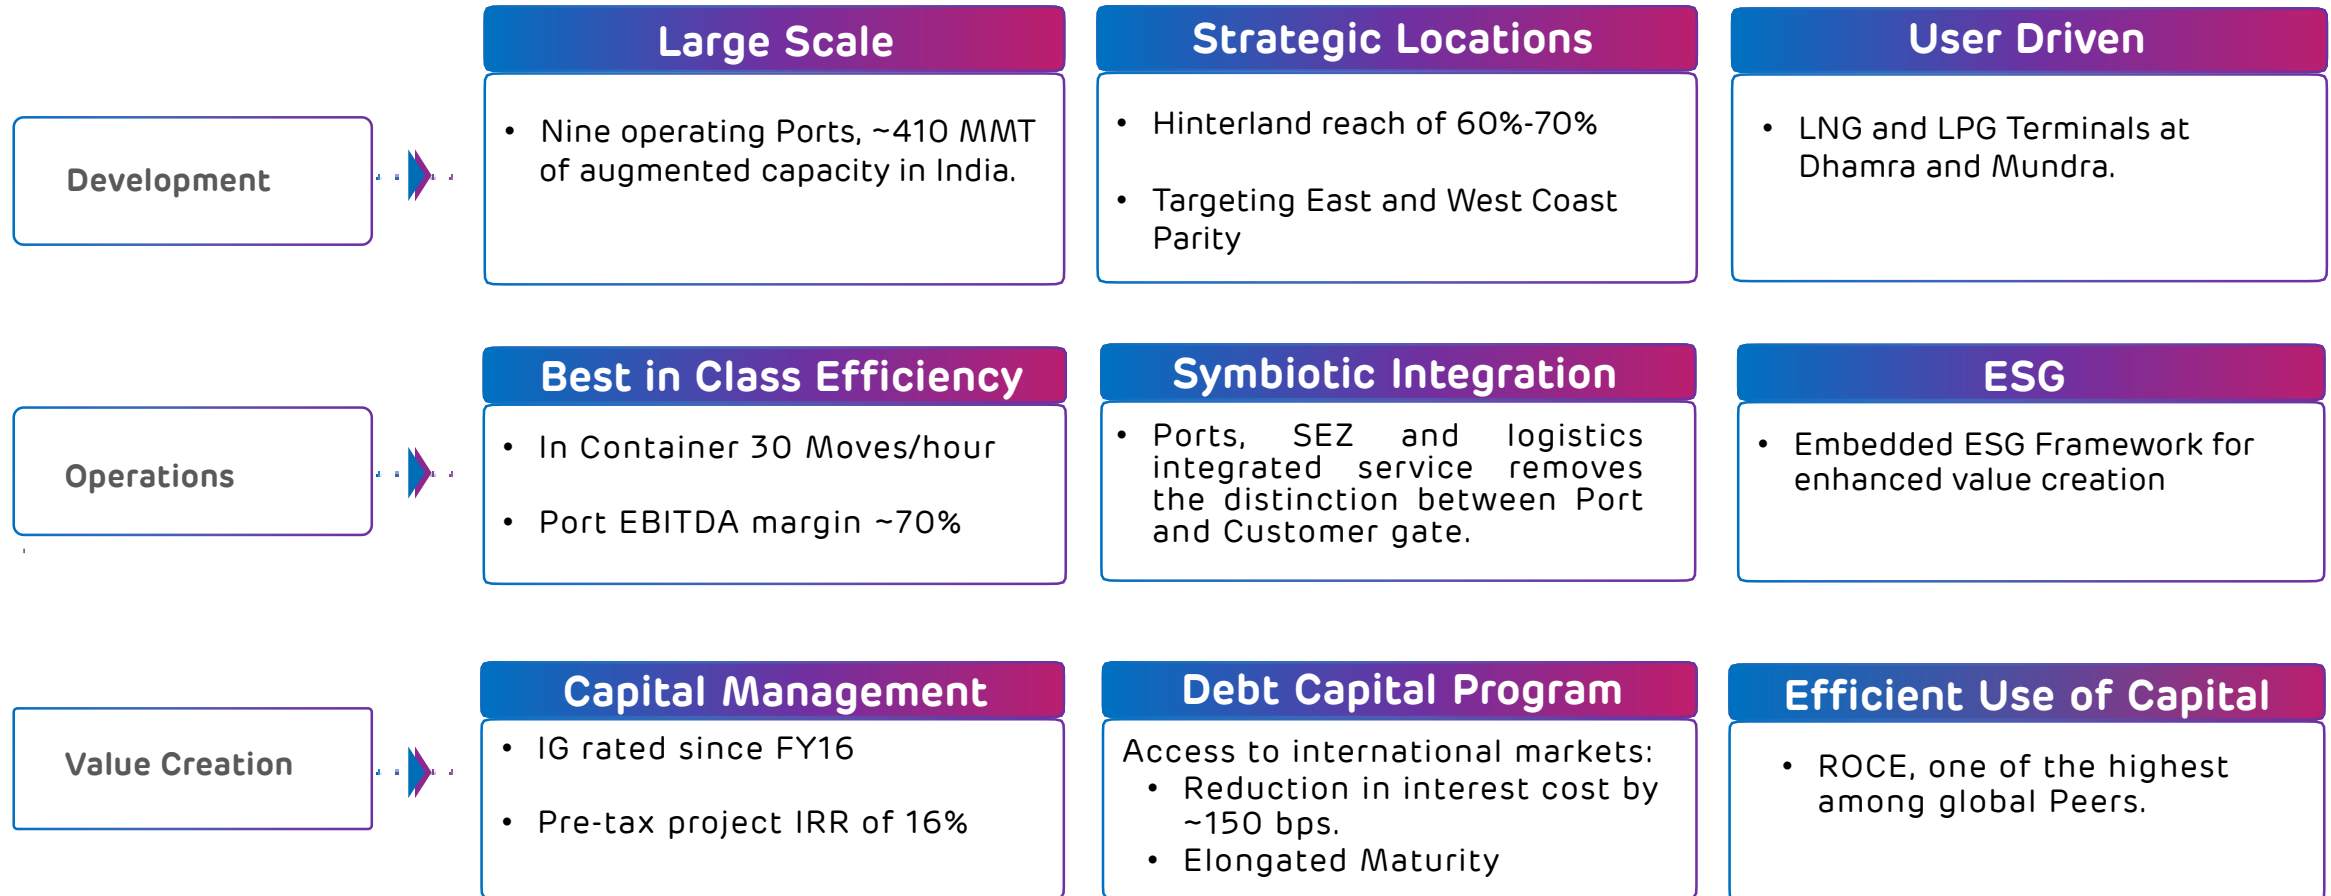 Large Scale
Strategic Locations
User Driven
Development
• Nine operating Ports, ~410 MMT
of augmented capacity in India.
• Hinterland reach of 60%-70%
• Targeting East and West Coast
Parity
• LNG and LPG Terminals at
Dhamra and Mundra.
Best in Class Efficiency
Symbiotic Integration
ESG
Operations
• In Container 30 Moves/hour
• Port EBITDA margin ~70%
• Ports, SEZ and logistics
integrated service removes
the distinction between Port
and Customer gate.
• Embedded ESG Framework for
enhanced value creation
Capital Management
Debt Capital Program
Efficient Use of Capital
Value Creation
• IG rated since FY16
• Pre-tax project IRR of 16%
Access to international markets:
• Reduction in interest cost by
~150 bps.
• Elongated Maturity
• ROCE, one of the highest
among global Peers.